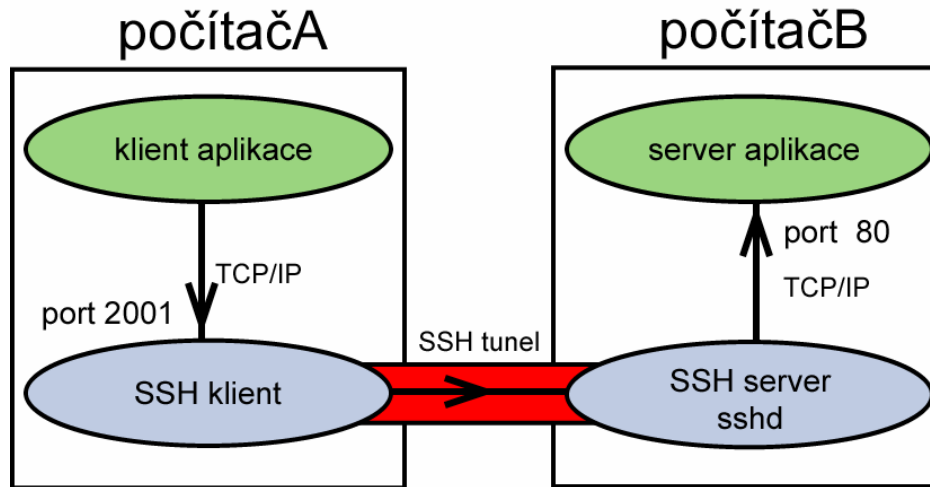 počítačA
počítačB
klient aplikace
server aplikace
port 80
TCP/IP
TCP/IP
port 2001
SSH tunel
SSH klient
SSH server
sshd